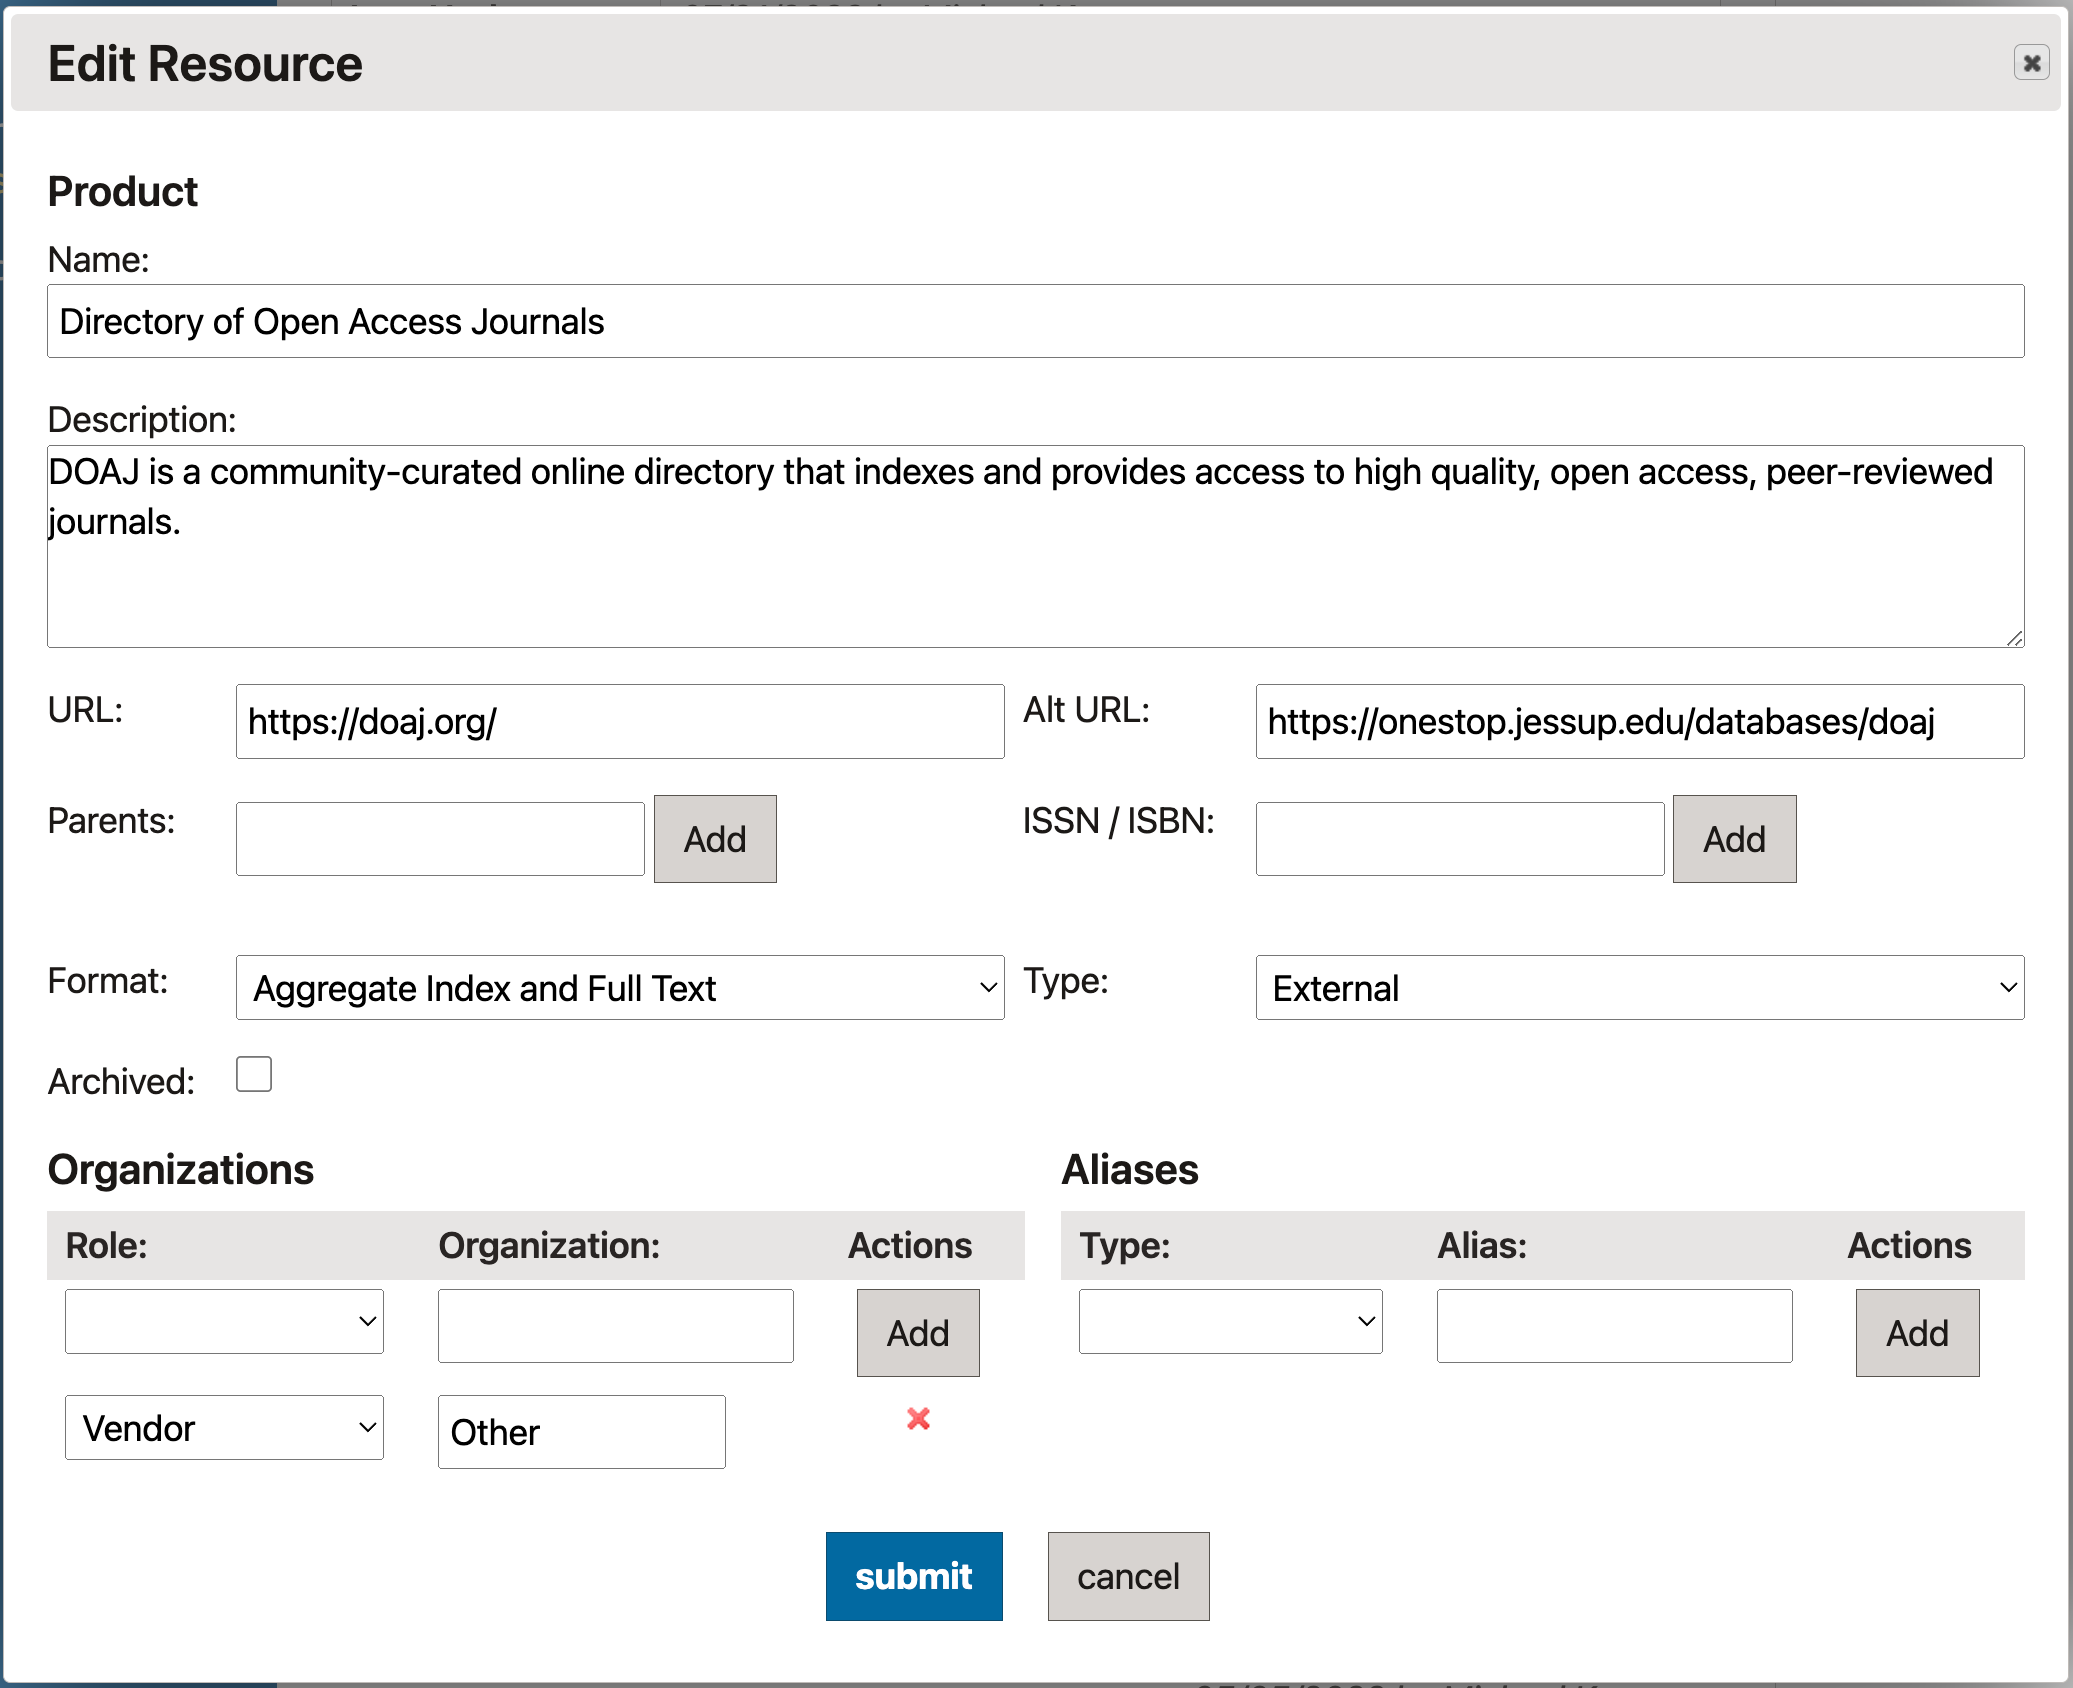 Edit Resource
Product
Name:
Directory of Open Access Journals
Description:
DOAJ is a community-curated online directory that indexes and provides access to high quality, open access, peer-reviewed
journals.
URL:
https://doaj.org/
Alt URL:
https://onestop.jessup.edu/databases/doaj
Parents:
Add
ISSN / ISBN:
Add
Format:
Aggregate Index and Full Text
Type:
External
Archived:
Organizations
Role:
Organization:
Actions
Add
Vendor
Other
Aliases
Type:
Alias:
Actions
Add
submit
cancel